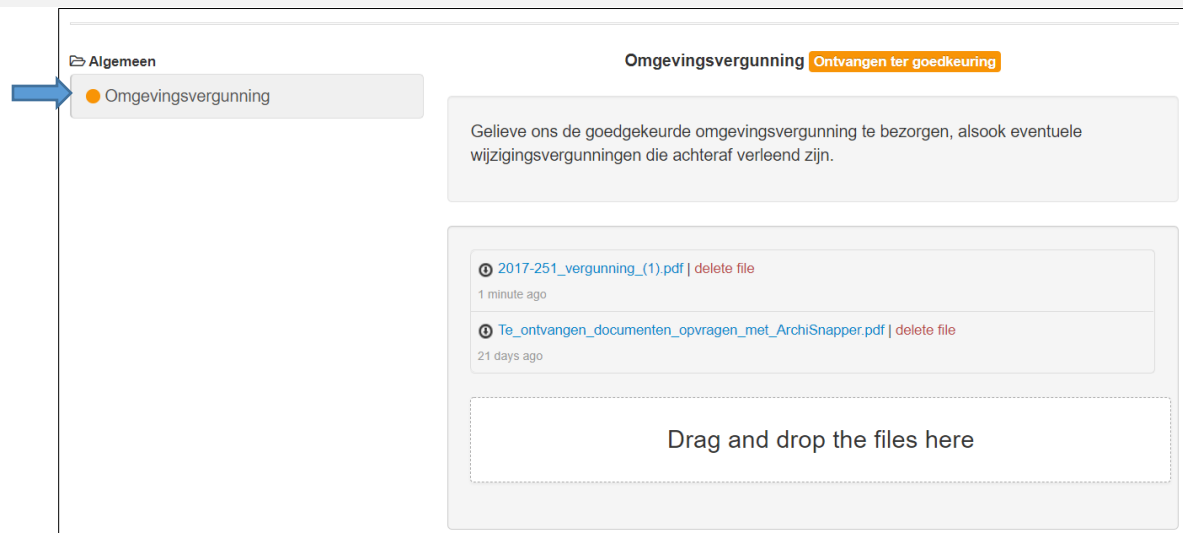 Algemeen
Omgevingsvergunning
Omgevingsvergunning Ontvangen ter goedkeuring
Gelieve ons de goedgekeurde omgevingsvergunning te bezorgen, alsook eventuele
wijzigingsvergunningen die achteraf verleend zijn.
2017-251_vergunning_(1).pdf | delete file
1 minute ago
Te_ontvangen_documenten_opvragen_met_ArchiSnapper.pdf | delete file
21 days ago
Drag and drop the files here